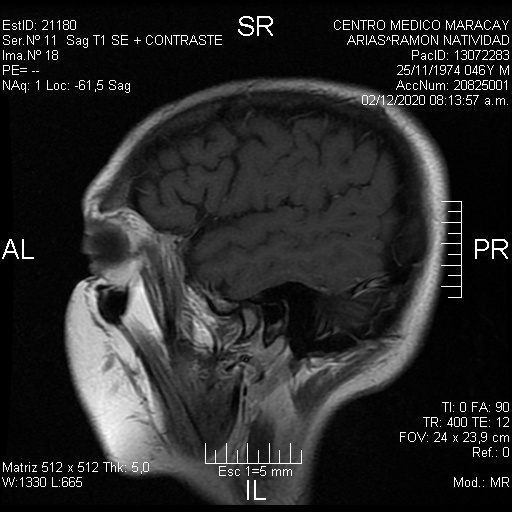 EstID: 21180
Ser.Nº 11 Sag T1 SE + CONTRASTE
Ima.Nº 18
PE= --
NAq: 1 Loc: -61,5 Sag
SR
CENTRO MEDICO MARACAY
ARIAS^RAMON NATIVIDAD
PacID: 13072283
25/11/1974 046Y M
AccNum: 20825001
02/12/2020 08:13:57 a.m.
AL
PR
TI: 0 FA: 90
TR: 400 TE: 12
FOV: 24 x 23,9 cm
Ref.: 0
Matriz 512 x 512 Thk: 5,0
W:1330 L:665
Esc 1=5 mm
IL
Mod.: MR